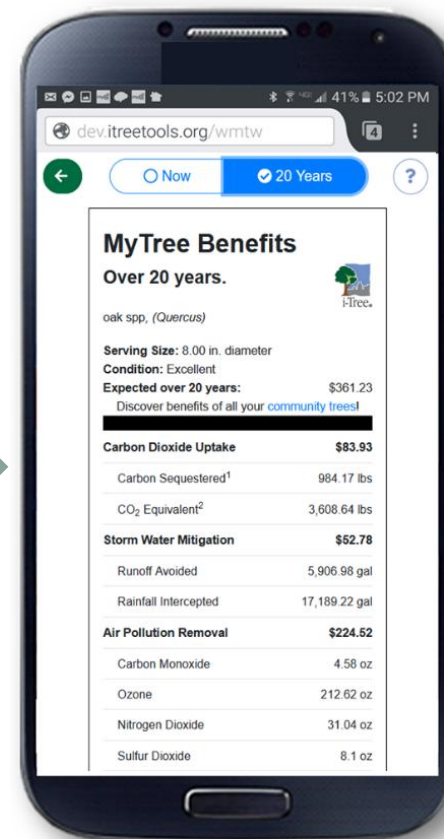 41% 5:02 PM
dev.itreetools.org/wmtw 4
Now 20 Years ?
MyTree Benefits
Over 20 years.
i-Tree.
oak spp, (Quercus)
Serving Size: 8.00 in. diameter
Condition: Excellent
Expected over 20 years: $361.23
Discover benefits of all your community trees!
Carbon Dioxide Uptake $83.93
Carbon Sequestered¹ 984.17 lbs
CO₂ Equivalent² 3,608.64 lbs
Storm Water Mitigation $52.78
Runoff Avoided 5,906.98 gal
Rainfall Intercepted 17,189.22 gal
Air Pollution Removal $224.52
Carbon Monoxide 4.58 oz
Ozone 212.62 oz
Nitrogen Dioxide 31.04 oz
Sulfur Dioxide 8.1 oz